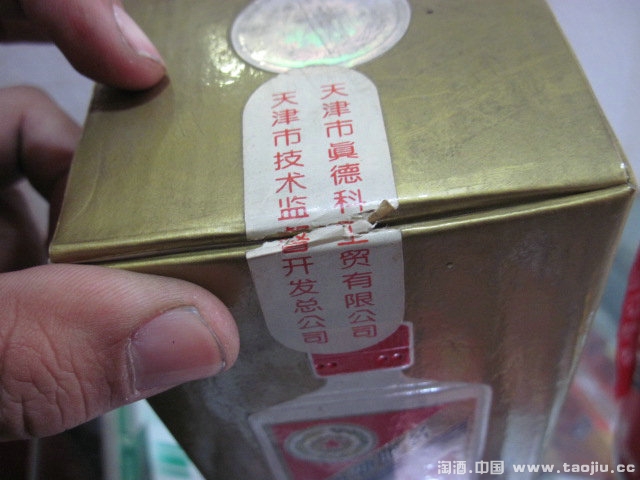 天津市真德科工贸有限公司
天津市技术监督开发总公司
淘酒.中国 www.taojiu.cc